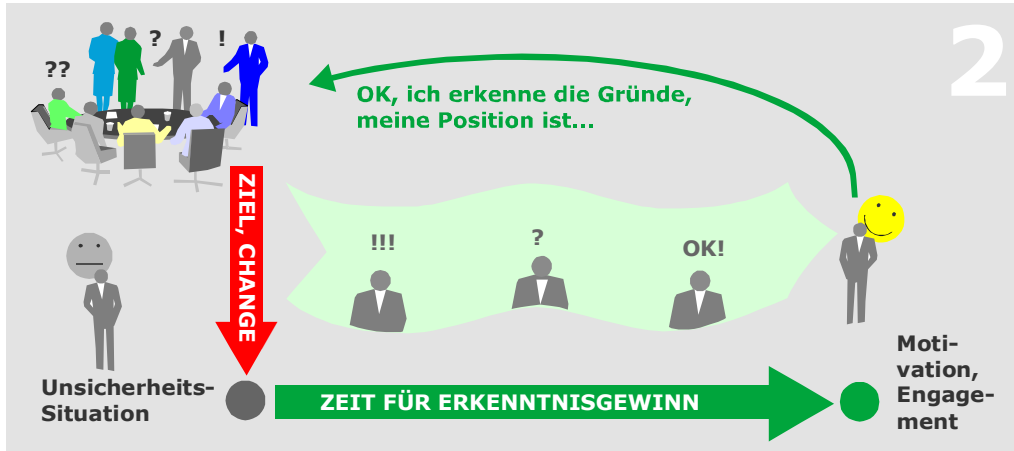 2
? !
??
OK, ich erkenne die Gründe,
meine Position ist...
ZIEL, CHANGE
!!!
?
OK!
Unsicherheits-
Situation
ZEIT FÜR ERKENNTNISGEWINN
Moti-
vation,
Engage-
ment